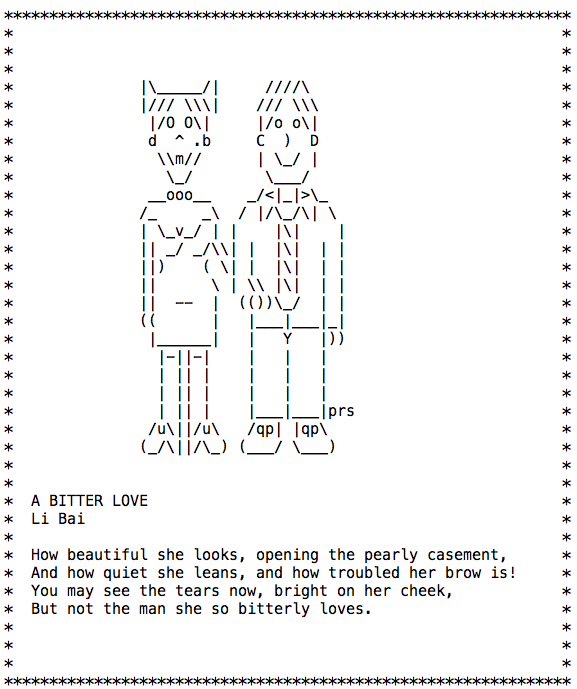 prs
A BITTER LOVE
Li Bai
How beautiful she looks, opening the pearly casement,
And how quiet she leans, and how troubled her brow is!
You may see the tears now, bright on her cheek,
But not the man she so bitterly loves.